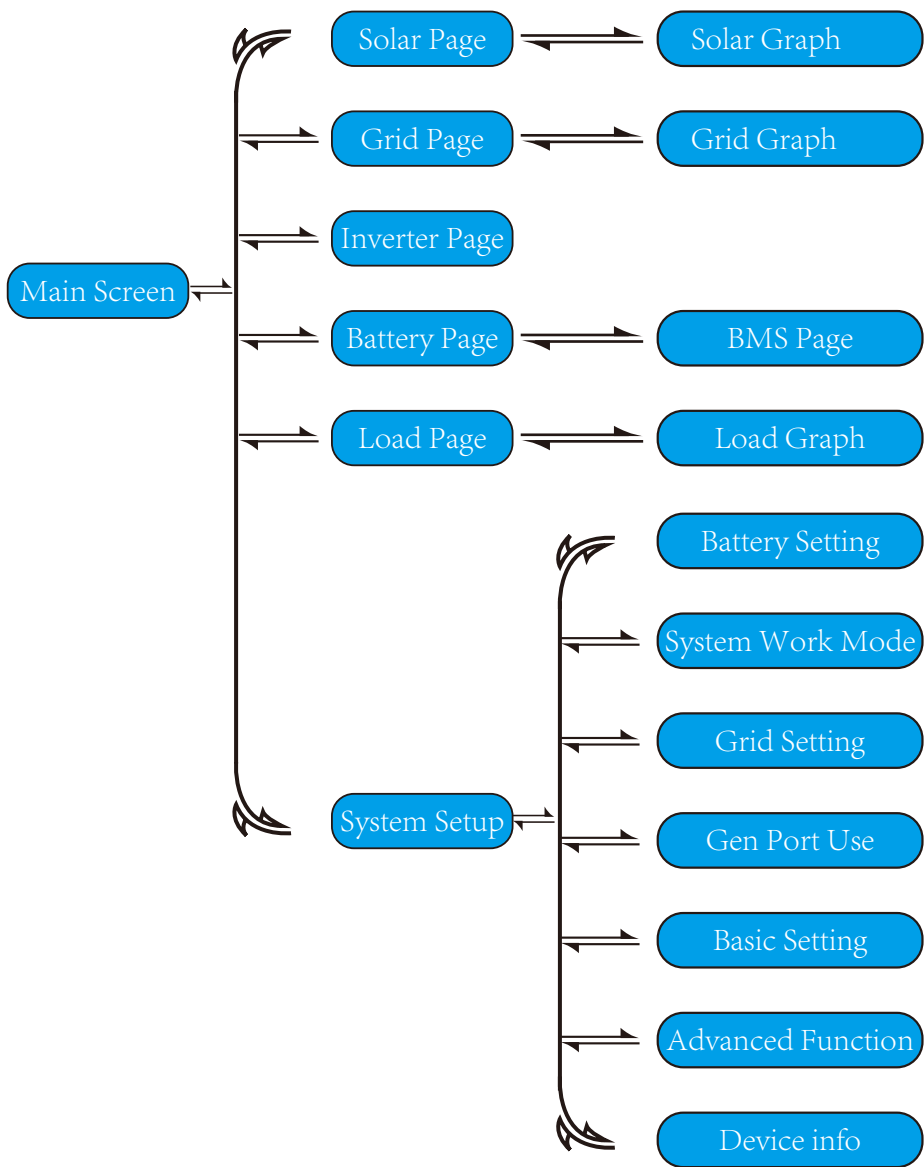 Solar Page
Solar Graph
Grid Page
Grid Graph
Inverter Page
Main Screen
Battery Page
BMS Page
Load Page
Load Graph
Battery Setting
System Work Mode
Grid Setting
System Setup
Gen Port Use
Basic Setting
Advanced Function
Device info